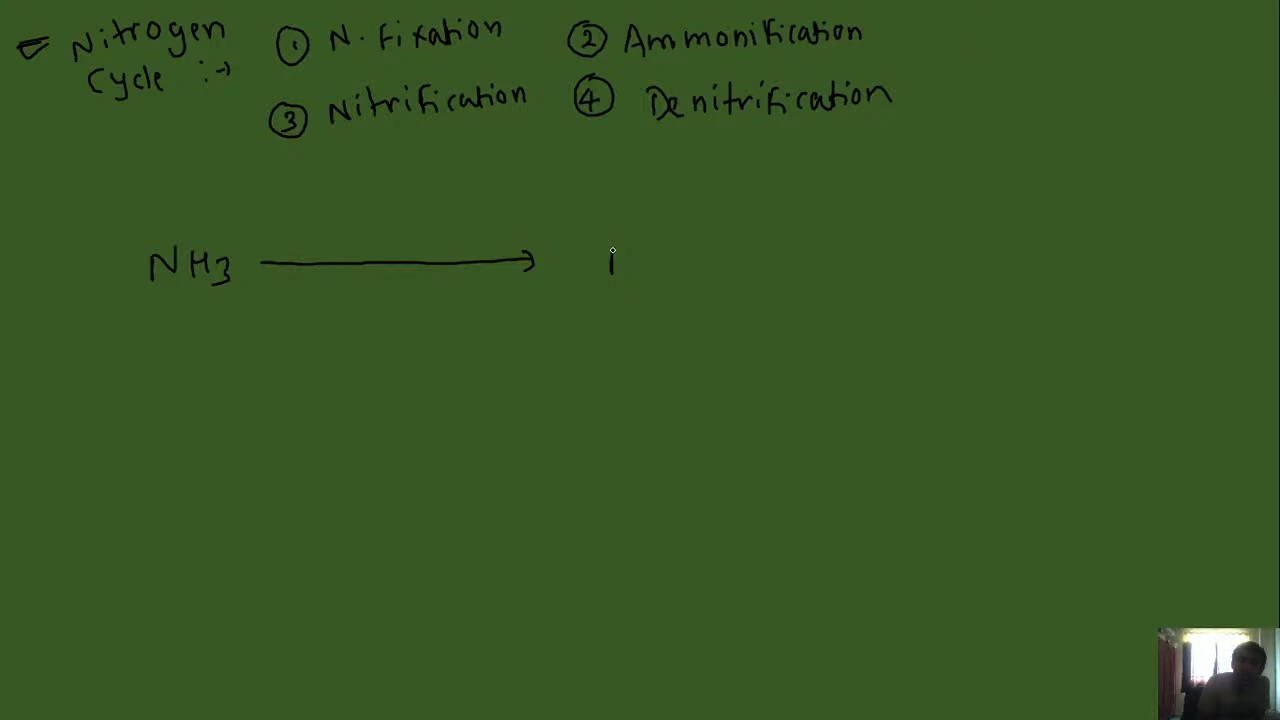 Nitrogen ① N. Fixation ② Ammonification
Cycle :→
③ Nitrification ④ Denitrification
NH3 → I